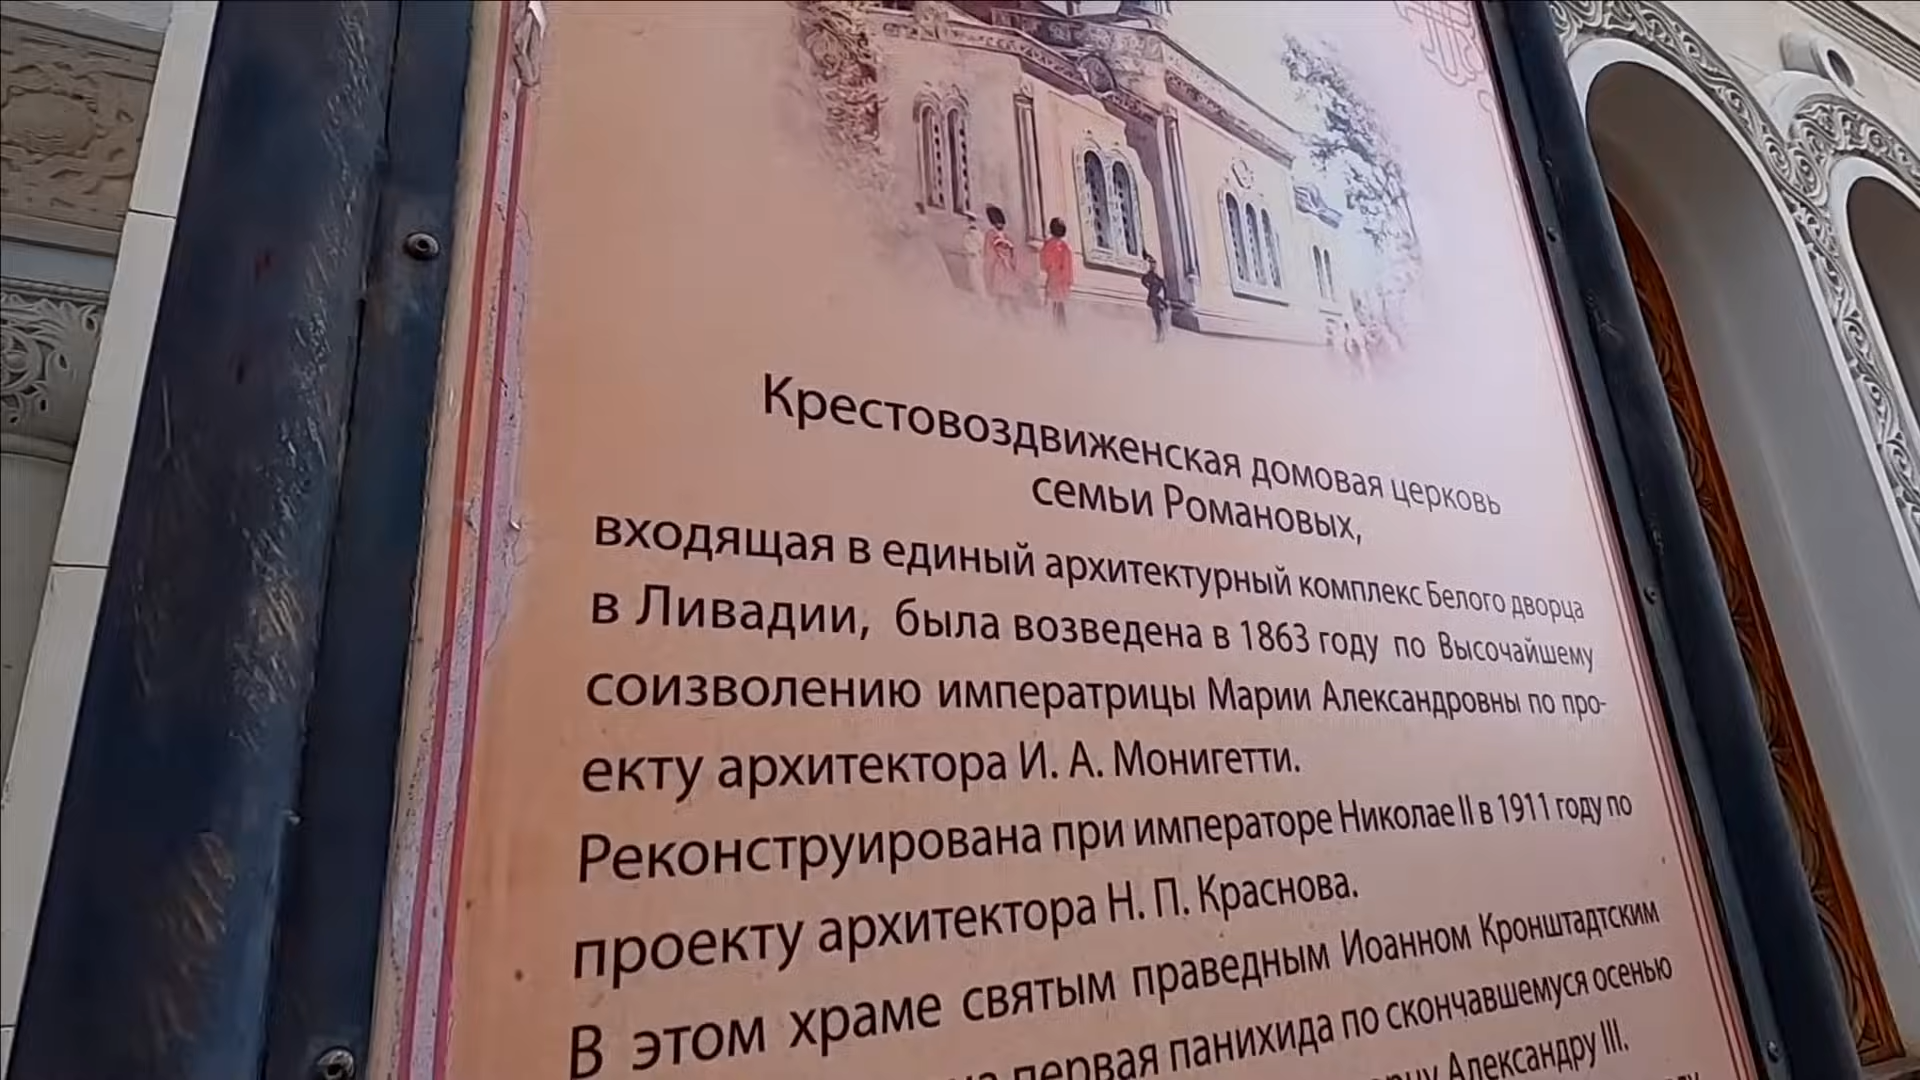 Крестовоздвиженская домовая церковь
семьи Романовых,
входящая в единый архитектурный комплекс Белого дворца
в Ливадии, была возведена в 1863 году по Высочайшему
соизволению императрицы Марии Александровны по про-
екту архитектора И. А. Монигетти.
Реконструирована при императоре Николае II в 1911 году по
проекту архитектора Н. П. Краснова.
В этом храме святым праведным Иоанном Кронштадтским
первая панихида по скончавшемуся осенью
Александру III.